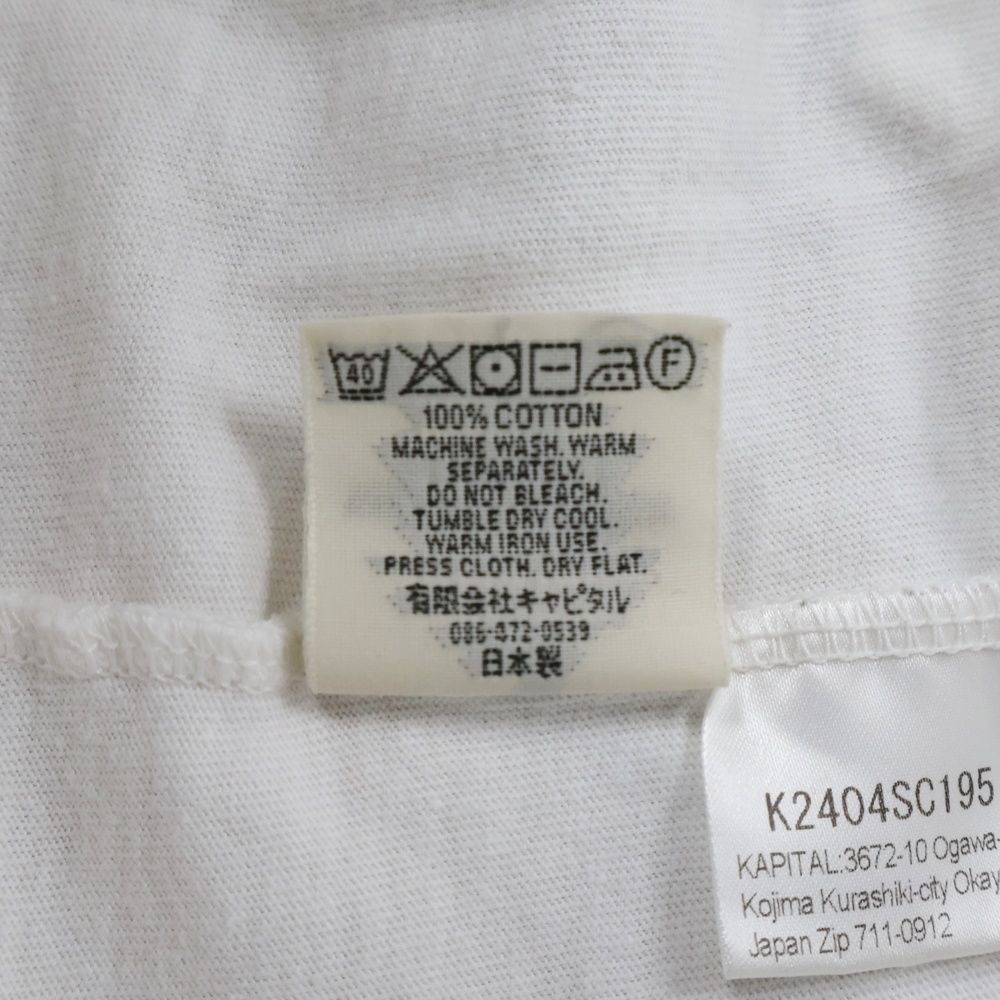 40 F
100% COTTON
MACHINE WASH. WARM
SEPARATELY.
DO NOT BLEACH.
TUMBLE DRY COOL.
WARM IRON USE.
PRESS CLOTH. DRY FLAT.
有限会社キャピタル
086-472-0539
日本製
K2404SC195
KAPITAL:3672-10 Ogawa-
Kojima Kurashiki-city Okay
Japan Zip 711-0912